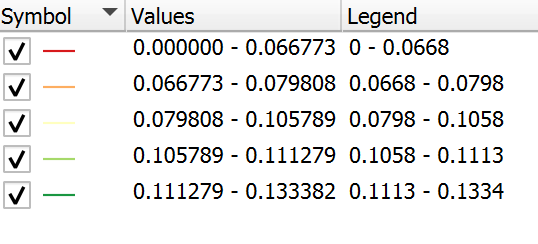 Symbol Values Legend
0.000000 - 0.066773 0 - 0.0668
0.066773 - 0.079808 0.0668 - 0.0798
0.079808 - 0.105789 0.0798 - 0.1058
0.105789 - 0.111279 0.1058 - 0.1113
0.111279 - 0.133382 0.1113 - 0.1334